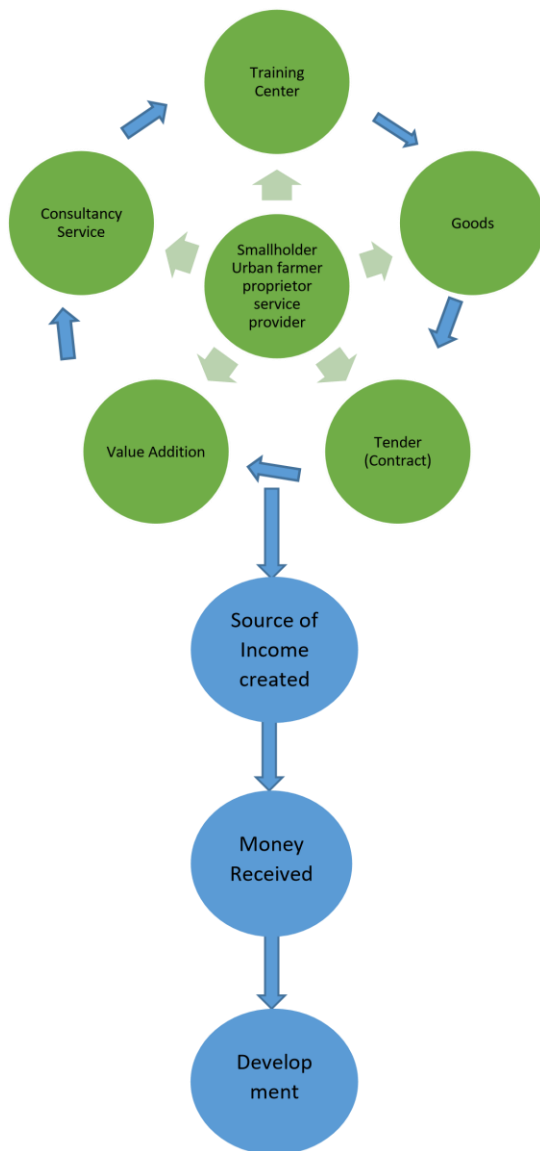 Training
Center
Consultancy
Service
Goods
Smallholder
Urban farmer
proprietor
service
provider
Value Addition
Tender
(Contract)
Source of
Income
created
Money
Received
Develop
ment